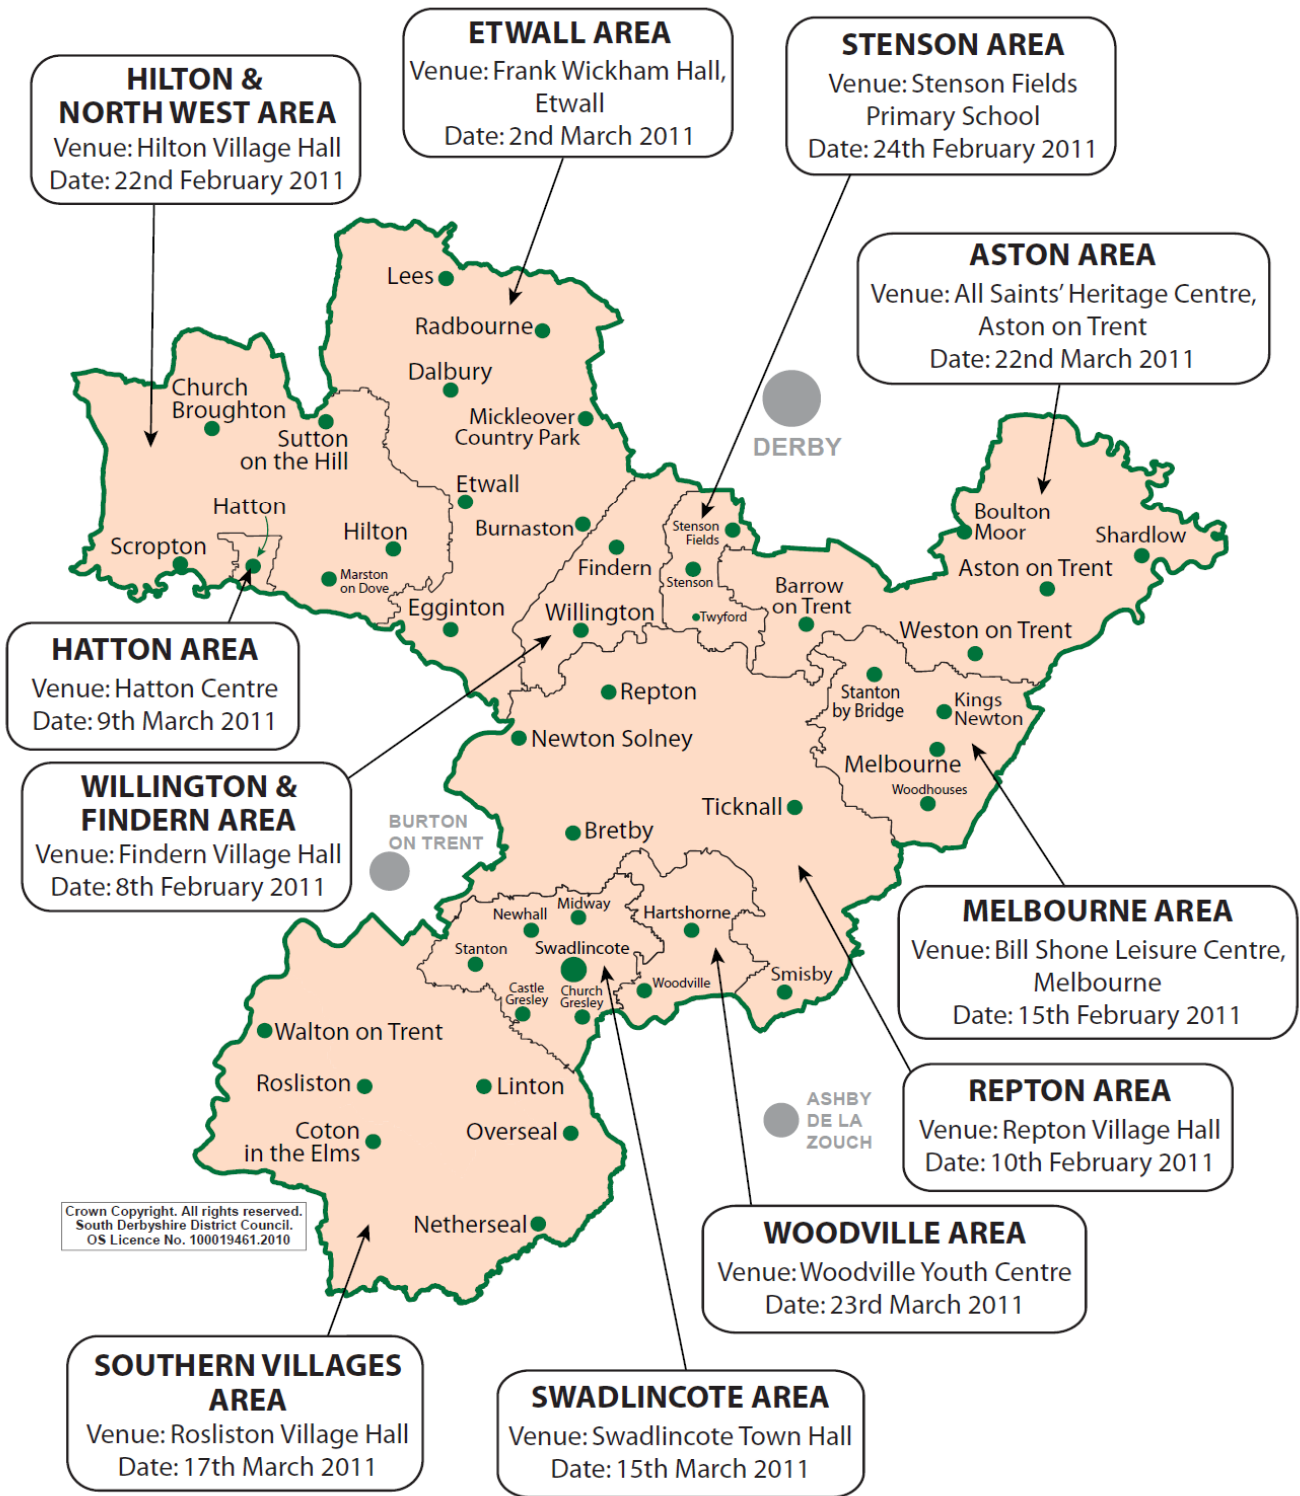 ETWALL AREA
Venue: Frank Wickham Hall,
Etwall
Date: 2nd March 2011
STENSON AREA
Venue: Stenson Fields
Primary School
Date: 24th February 2011
HILTON &
NORTH WEST AREA
Venue: Hilton Village Hall
Date: 22nd February 2011
ASTON AREA
Venue: All Saints' Heritage Centre,
Aston on Trent
Date: 22nd March 2011
Lees
Radbourne
Dalbury
Mickleover
Country Park
Church
Broughton
Sutton
on the Hill
DERBY
Etwall
Burnaston
Hatton
Hilton
Scropton
Marston
on Dove
Egginton
Findern
Willington
Stenson
Fields
Stenson
Twyford
Barrow
on Trent
Boulton
Moor
Shardlow
Aston on Trent
Weston on Trent
HATTON AREA
Venue: Hatton Centre
Date: 9th March 2011
Repton
Newton Solney
Stanton
by Bridge
Kings
Newton
Melbourne
Woodhouses
WILLINGTON &
FINDERN AREA
Venue: Findern Village Hall
Date: 8th February 2011
BURTON
ON TRENT
Ticknall
Bretby
MELBOURNE AREA
Venue: Bill Shone Leisure Centre,
Melbourne
Date: 15th February 2011
Midway
Newhall
Hartshorne
Stanton
Swadlincote
Castle
Gresley
Church
Gresley
Woodville
Smisby
Walton on Trent
Rosliston
Linton
Coton
in the Elms
Overseal
Netherseal
ASHBY
DE LA
ZOUCH
REPTON AREA
Venue: Repton Village Hall
Date: 10th February 2011
Crown Copyright. All rights reserved.
South Derbyshire District Council.
OS Licence No. 100019461.2010
WOODVILLE AREA
Venue: Woodville Youth Centre
Date: 23rd March 2011
SOUTHERN VILLAGES
AREA
Venue: Rosliston Village Hall
Date: 17th March 2011
SWADLINCOTE AREA
Venue: Swadlincote Town Hall
Date: 15th March 2011